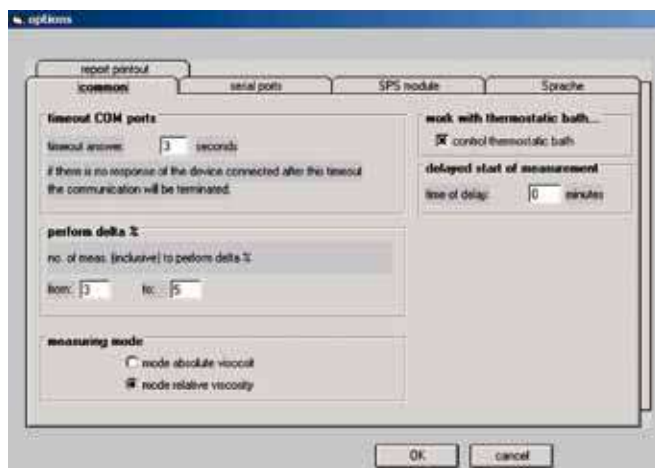 options
report printout
common
serial ports
SPS module
Sprache
timeout COM ports
timeout answer: 3 seconds
if there is no response of the device connected after this timeout
the communication will be terminated.
work with thermostatic bath...
control thermostatic bath
delayed start of measurement
time of delay: 0 minutes
perform delta %
no. of meas. (inclusive) to perform delta %
from: 3 to: 5
measuring mode
mode absolute viscosit
mode relative viscosity
OK
cancel